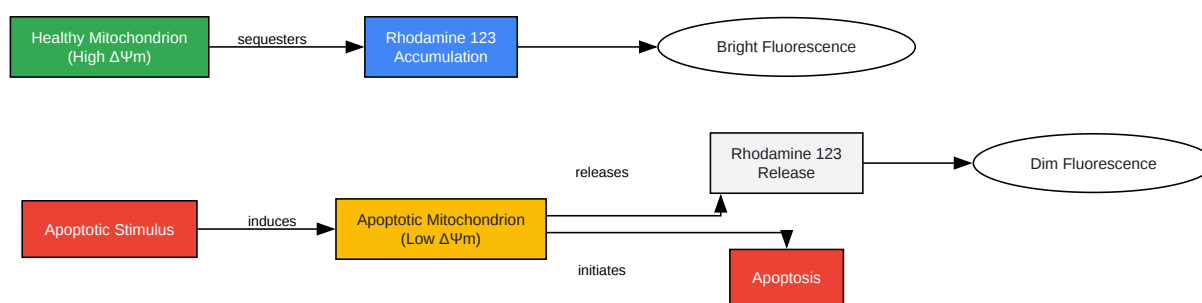 Healthy Mitochondrion
(High ΔΨm)
sequesters
Rhodamine 123
Accumulation
Bright Fluorescence
Apoptotic Stimulus
induces
Apoptotic Mitochondrion
(Low ΔΨm)
releases
Rhodamine 123
Release
Dim Fluorescence
initiates
Apoptosis